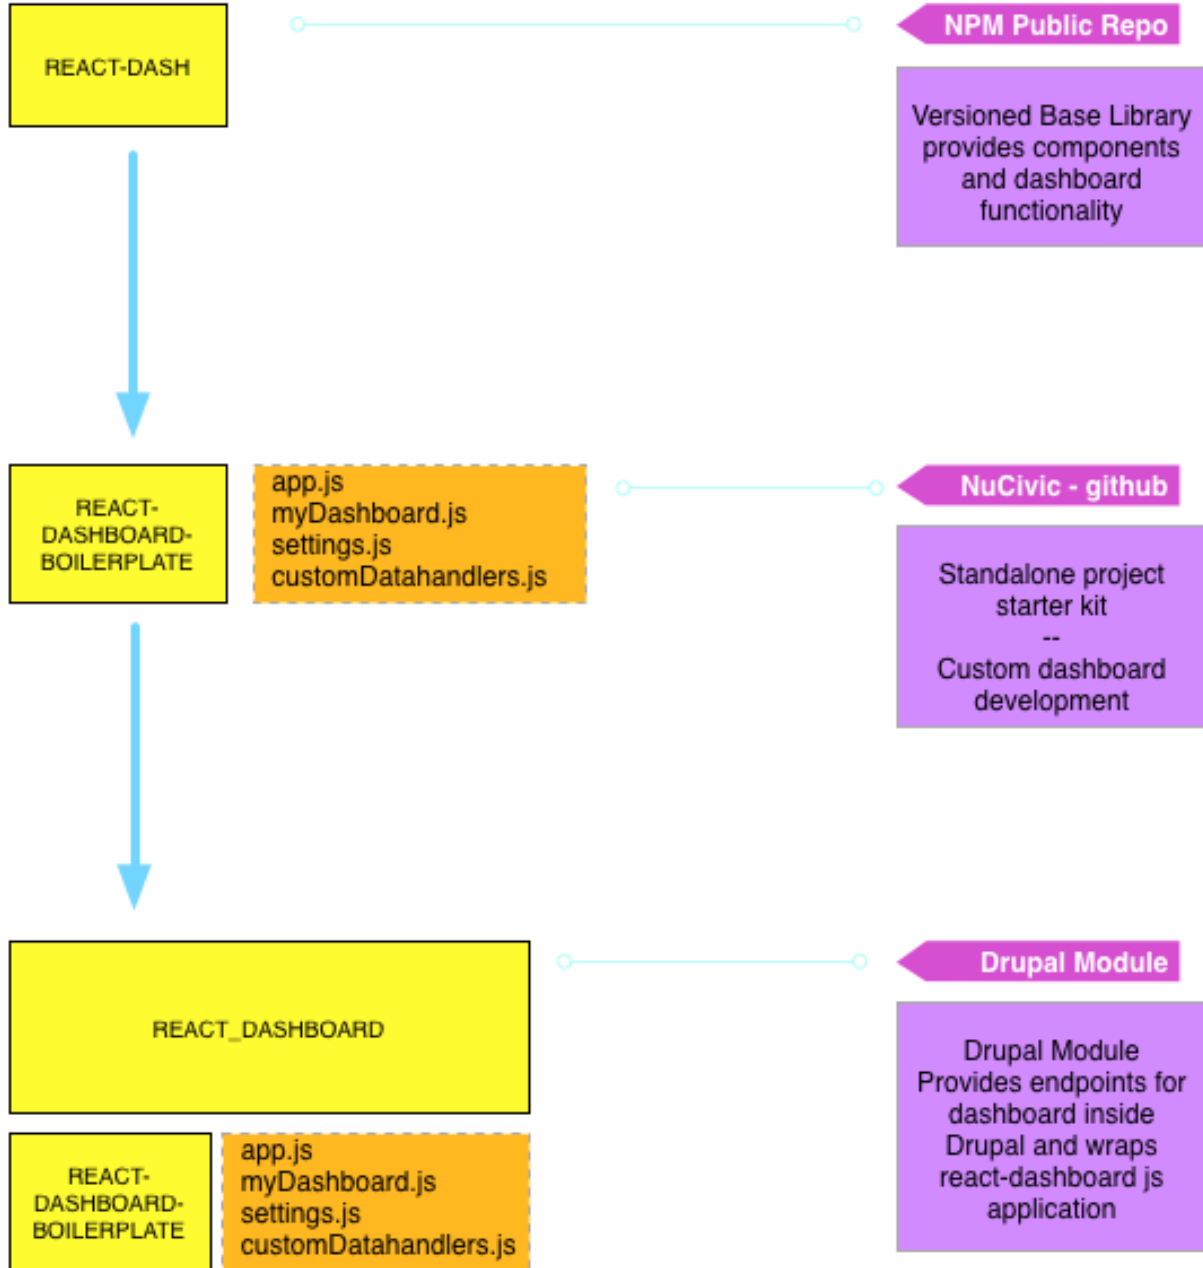 REACT-DASH
NPM Public Repo
Versioned Base Library
provides components
and dashboard
functionality
REACT-
DASHBOARD-
BOILERPLATE
app.js
myDashboard.js
settings.js
customDatahandlers.js
NuCivic - github
Standalone project
starter kit
--
Custom dashboard
development
REACT_DASHBOARD
Drupal Module
Drupal Module
Provides endpoints for
dashboard inside
Drupal and wraps
react-dashboard js
application
REACT-
DASHBOARD-
BOILERPLATE
app.js
myDashboard.js
settings.js
customDatahandlers.js